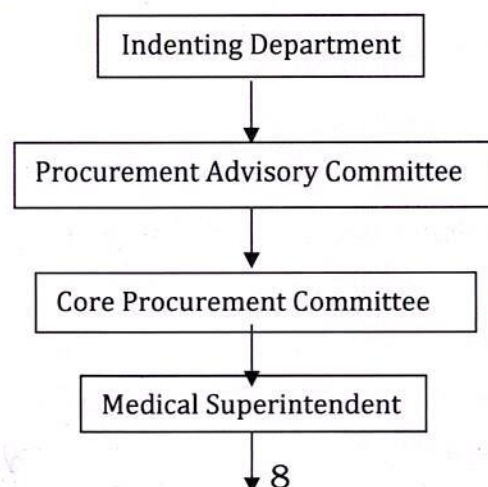 Indenting Department
Procurement Advisory Committee
Core Procurement Committee
Medical Superintendent
8